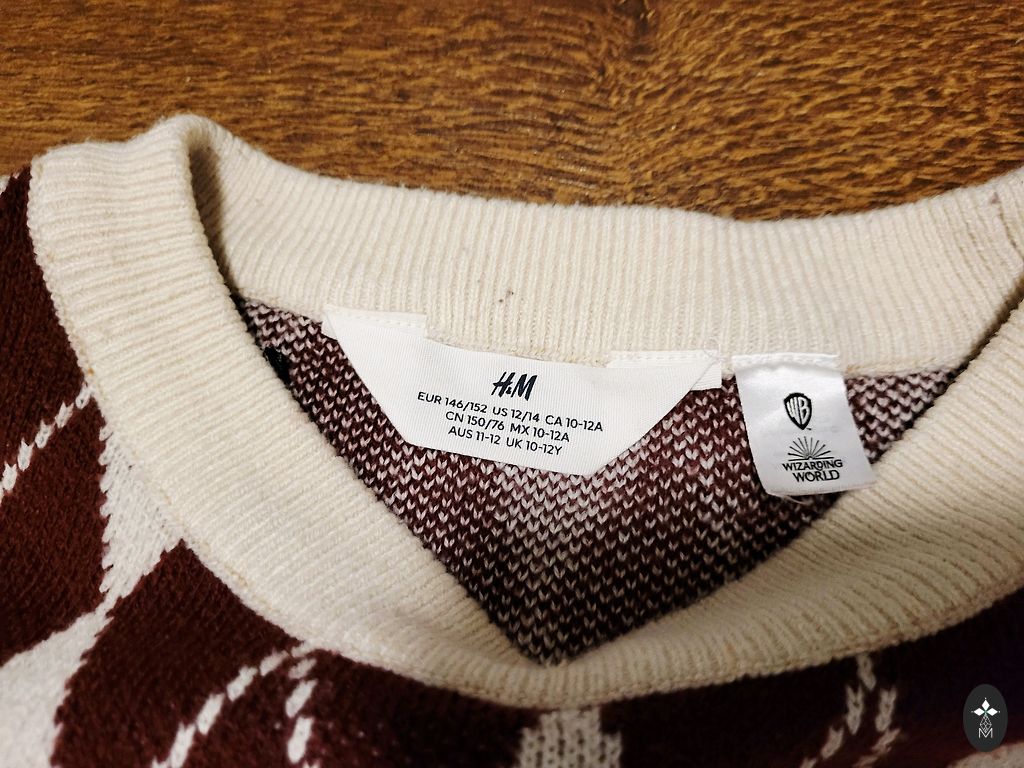 H&M
EUR 146/152 US 12/14 CA 10-12A
CN 150/76 MX 10-12A
AUS 11-12 UK 10-12Y
WB
WIZARDING
WORLD
M